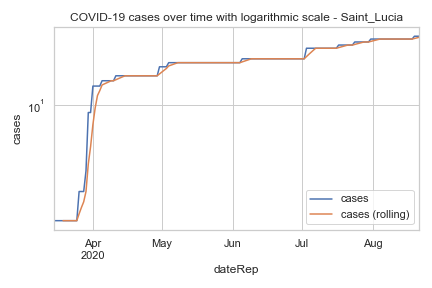 COVID-19 cases over time with logarithmic scale - Saint_Lucia
cases
10^1
cases
cases (rolling)
Apr
2020
May
Jun
Jul
Aug
dateRep